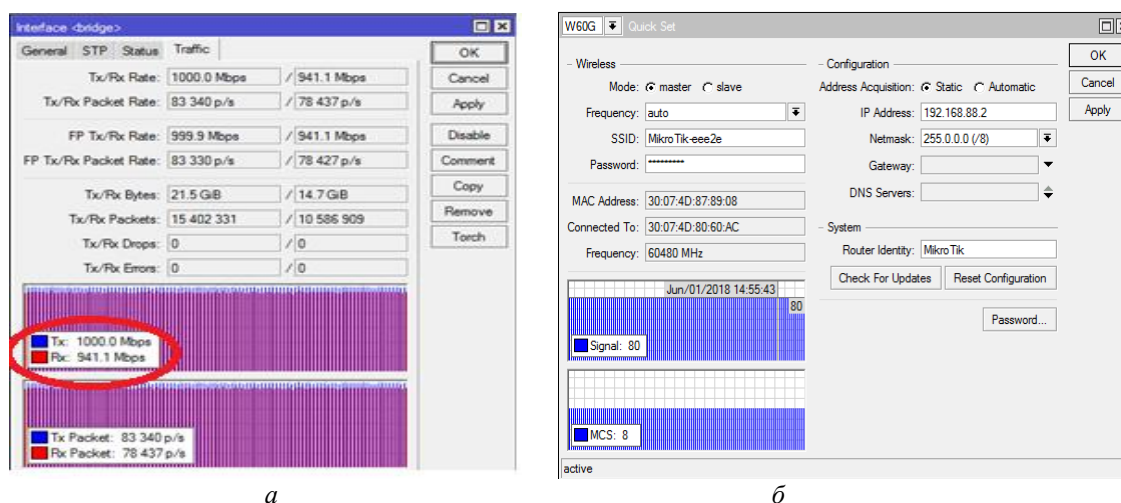 Interface <bridge>
General STP Status Traffic
Tx/Rx Rate: 1000.0 Mbps / 941.1 Mbps
Tx/Rx Packet Rate: 83 340 p/s / 78 437 p/s
FP Tx/Rx Rate: 999.9 Mbps / 941.1 Mbps
FP Tx/Rx Packet Rate: 83 330 p/s / 78 427 p/s
Tx/Rx Bytes: 21.5 GiB / 14.7 GiB
Tx/Rx Packets: 15 402 331 / 10 586 909
Tx/Rx Drops: 0 / 0
Tx/Rx Errors: 0 / 0
Tx: 1000.0 Mbps
Rx: 941.1 Mbps
Tx Packet: 83 340 p/s
Rx Packet: 78 437 p/s
OK
Cancel
Apply
Disable
Comment
Copy
Remove
Torch
а
W60G Quick Set
Wireless
Mode: master slave
Frequency: auto
SSID: MikroTik-eee2e
Password: *********
MAC Address: 30:07:4D:87:89:08
Connected To: 30:07:4D:80:60:AC
Frequency: 60480 MHz
Jun/01/2018 14:55:43
80
Signal: 80
MCS: 8
active
Configuration
Address Acquisition: Static Automatic
IP Address: 192.168.88.2
Netmask: 255.0.0.0 (/8)
Gateway:
DNS Servers:
System
Router Identity: MikroTik
Check For Updates Reset Configuration
Password...
OK
Cancel
Apply
б